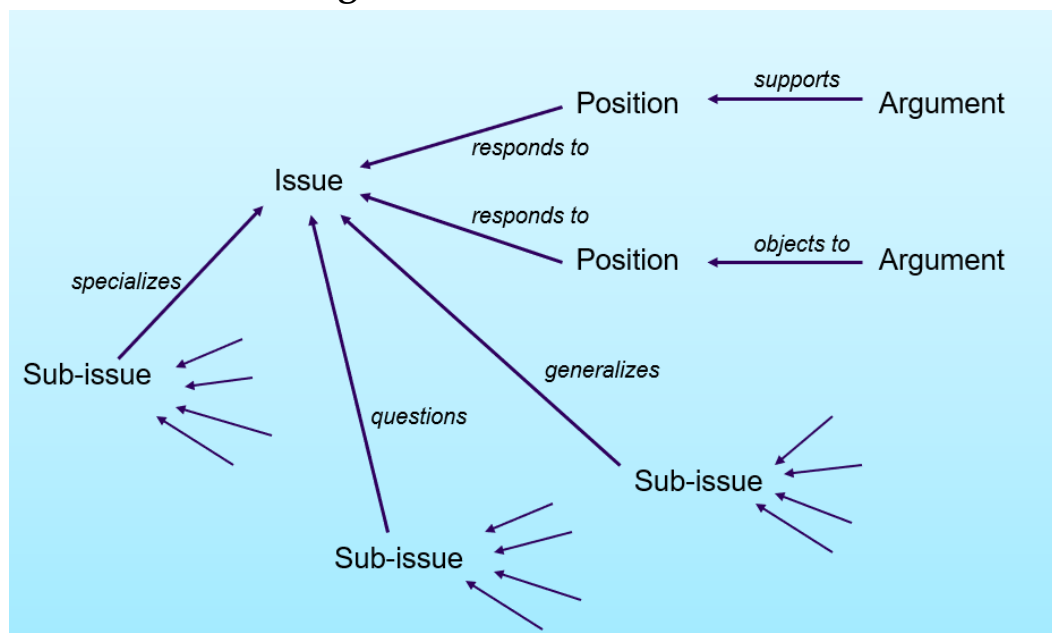 supports
Position
Argument
responds to
Issue
responds to
Position
objects to
Argument
specializes
Sub-issue
generalizes
questions
Sub-issue
Sub-issue